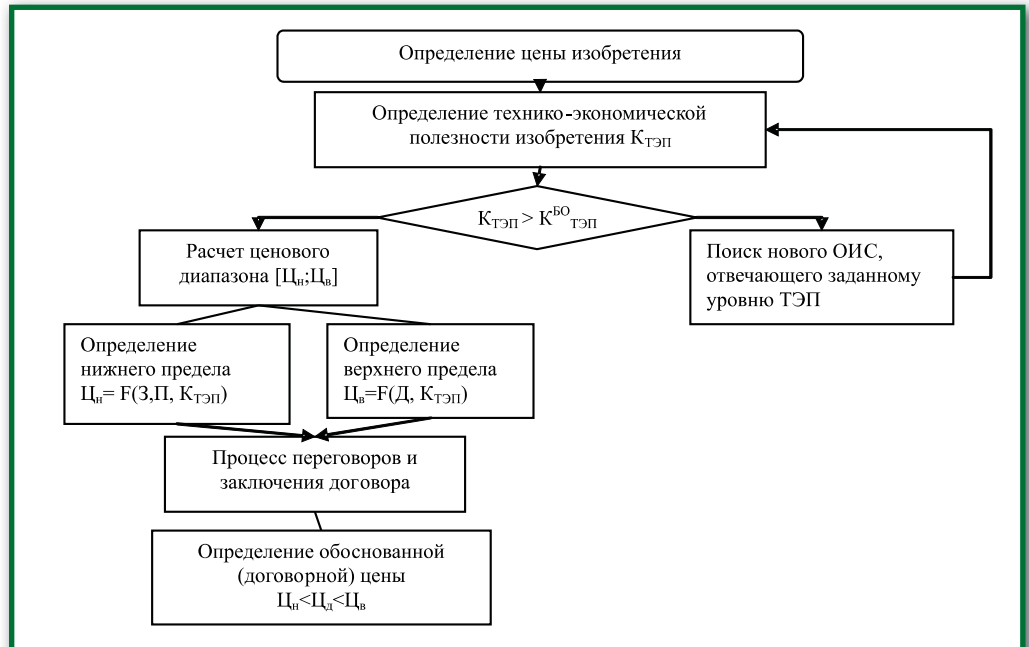 Определение цены изобретения
Определение технико-экономической
полезности изобретения КТЭП
КТЭП > КБОТЭП
Расчет ценового
диапазона [Цн;Цв]
Поиск нового ОИС,
отвечающего заданному
уровню ТЭП
Определение
нижнего предела
Цн= F(З,П, КТЭП)
Определение
верхнего предела
Цв=F(Д, КТЭП)
Процесс переговоров и
заключения договора
Определение обоснованной
(договорной) цены
Цн<Цд<Цв